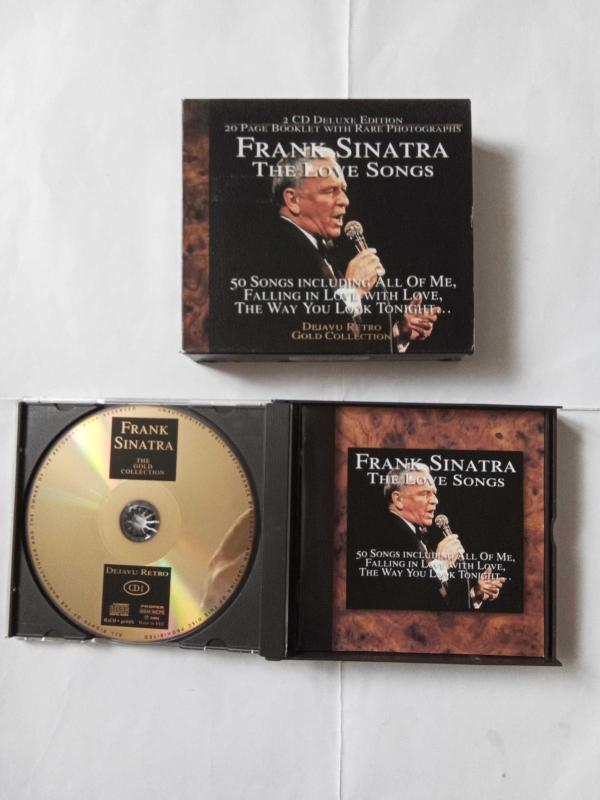 2 CD Deluxe Edition
20 Page Booklet with Rare Photographs
Frank Sinatra
The Love Songs
50 Songs including All Of Me,
Falling in Love with Love,
The Way You Look Tonight...
Dejavu Retro
Gold Collection
Frank
Sinatra
The
Gold
Collection
Dejavu Retro
CD 1
Made in EEC
Frank Sinatra
The Love Songs
50 Songs including All Of Me,
Falling in Love with Love,
The Way You Look Tonight...